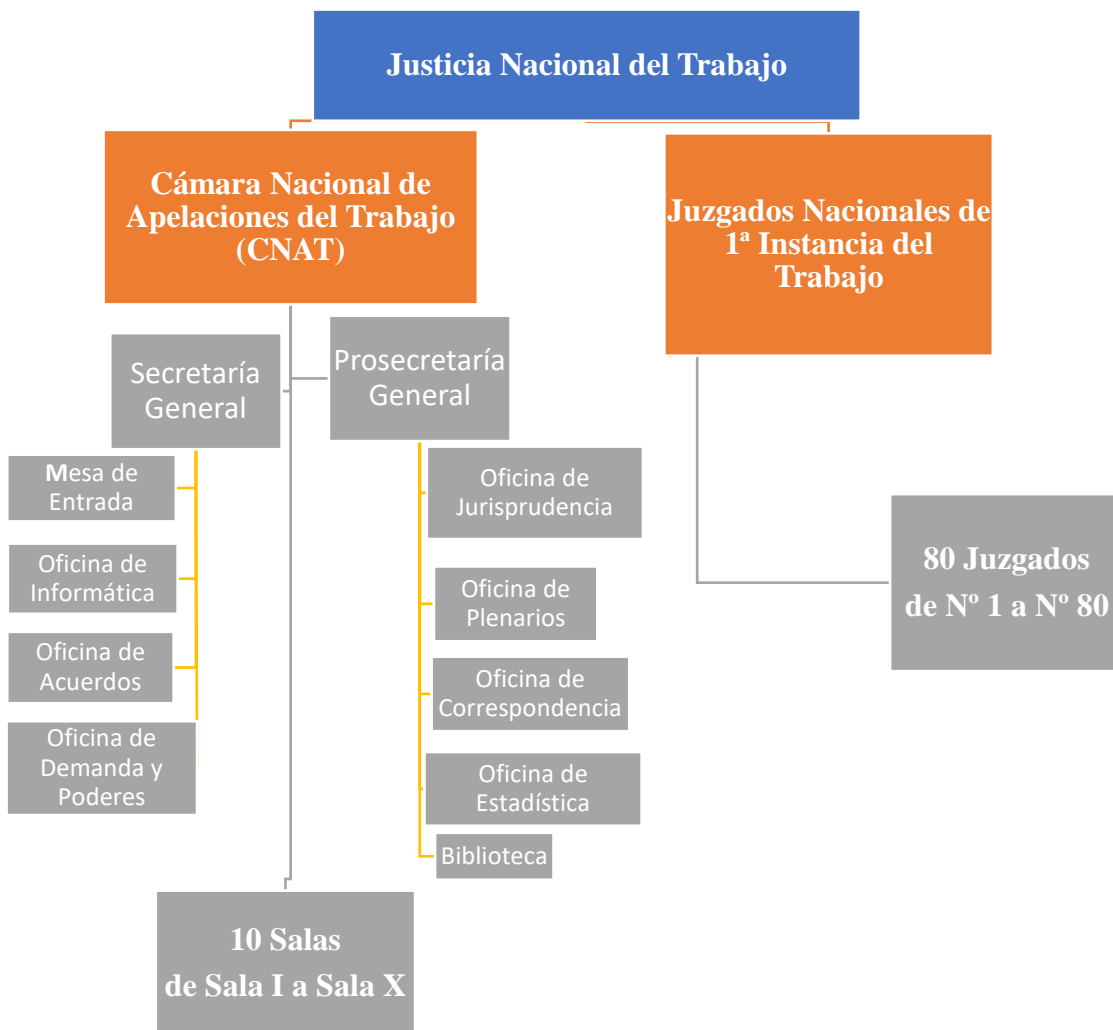 Justicia Nacional del Trabajo
Cámara Nacional de
Apelaciones del Trabajo
(CNAT)
Juzgados Nacionales de
1ª Instancia del
Trabajo
Secretaría
General
Prosecretaría
General
Mesa de
Entrada
Oficina de
Informática
Oficina de
Acuerdos
Oficina de
Demanda y
Poderes
Oficina de
Jurisprudencia
Oficina de
Plenarios
Oficina de
Correspondencia
Oficina de
Estadística
Biblioteca
80 Juzgados
de Nº 1 a Nº 80
10 Salas
de Sala I a Sala X